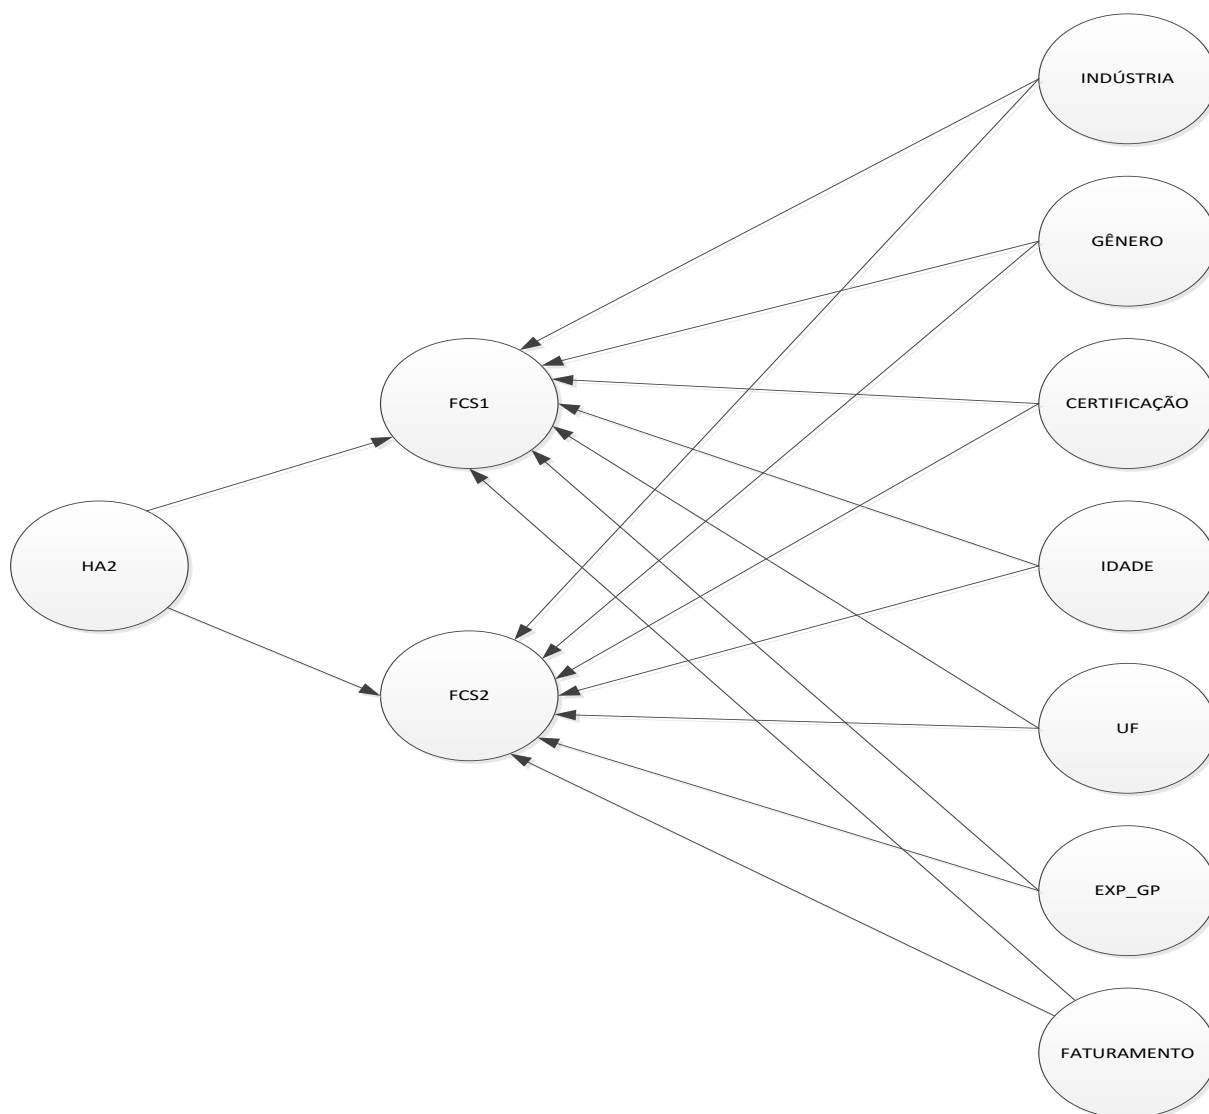 INDÚSTRIA
GÊNERO
FCS1
CERTIFICAÇÃO
HA2
IDADE
FCS2
UF
EXP_GP
FATURAMENTO